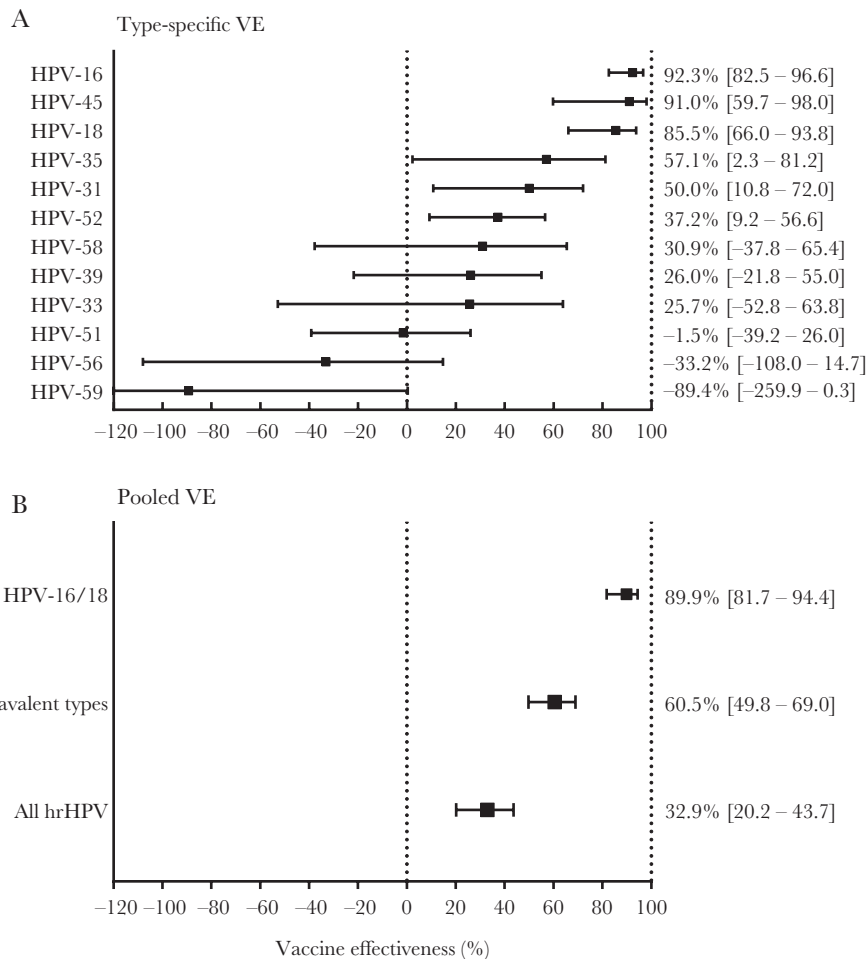 A
Type-specific VE
HPV-16 92.3% [82.5 – 96.6]
HPV-45 91.0% [59.7 – 98.0]
HPV-18 85.5% [66.0 – 93.8]
HPV-35 57.1% [2.3 – 81.2]
HPV-31 50.0% [10.8 – 72.0]
HPV-52 37.2% [9.2 – 56.6]
HPV-58 30.9% [–37.8 – 65.4]
HPV-39 26.0% [–21.8 – 55.0]
HPV-33 25.7% [–52.8 – 63.8]
HPV-51 –1.5% [–39.2 – 26.0]
HPV-56 –33.2% [–108.0 – 14.7]
HPV-59 –89.4% [–259.9 – 0.3]
–120 –100 –80 –60 –40 –20 0 20 40 60 80 100
B
Pooled VE
HPV-16/18 89.9% [81.7 – 94.4]
avalent types 60.5% [49.8 – 69.0]
All hrHPV 32.9% [20.2 – 43.7]
–120 –100 –80 –60 –40 –20 0 20 40 60 80 100
Vaccine effectiveness (%)